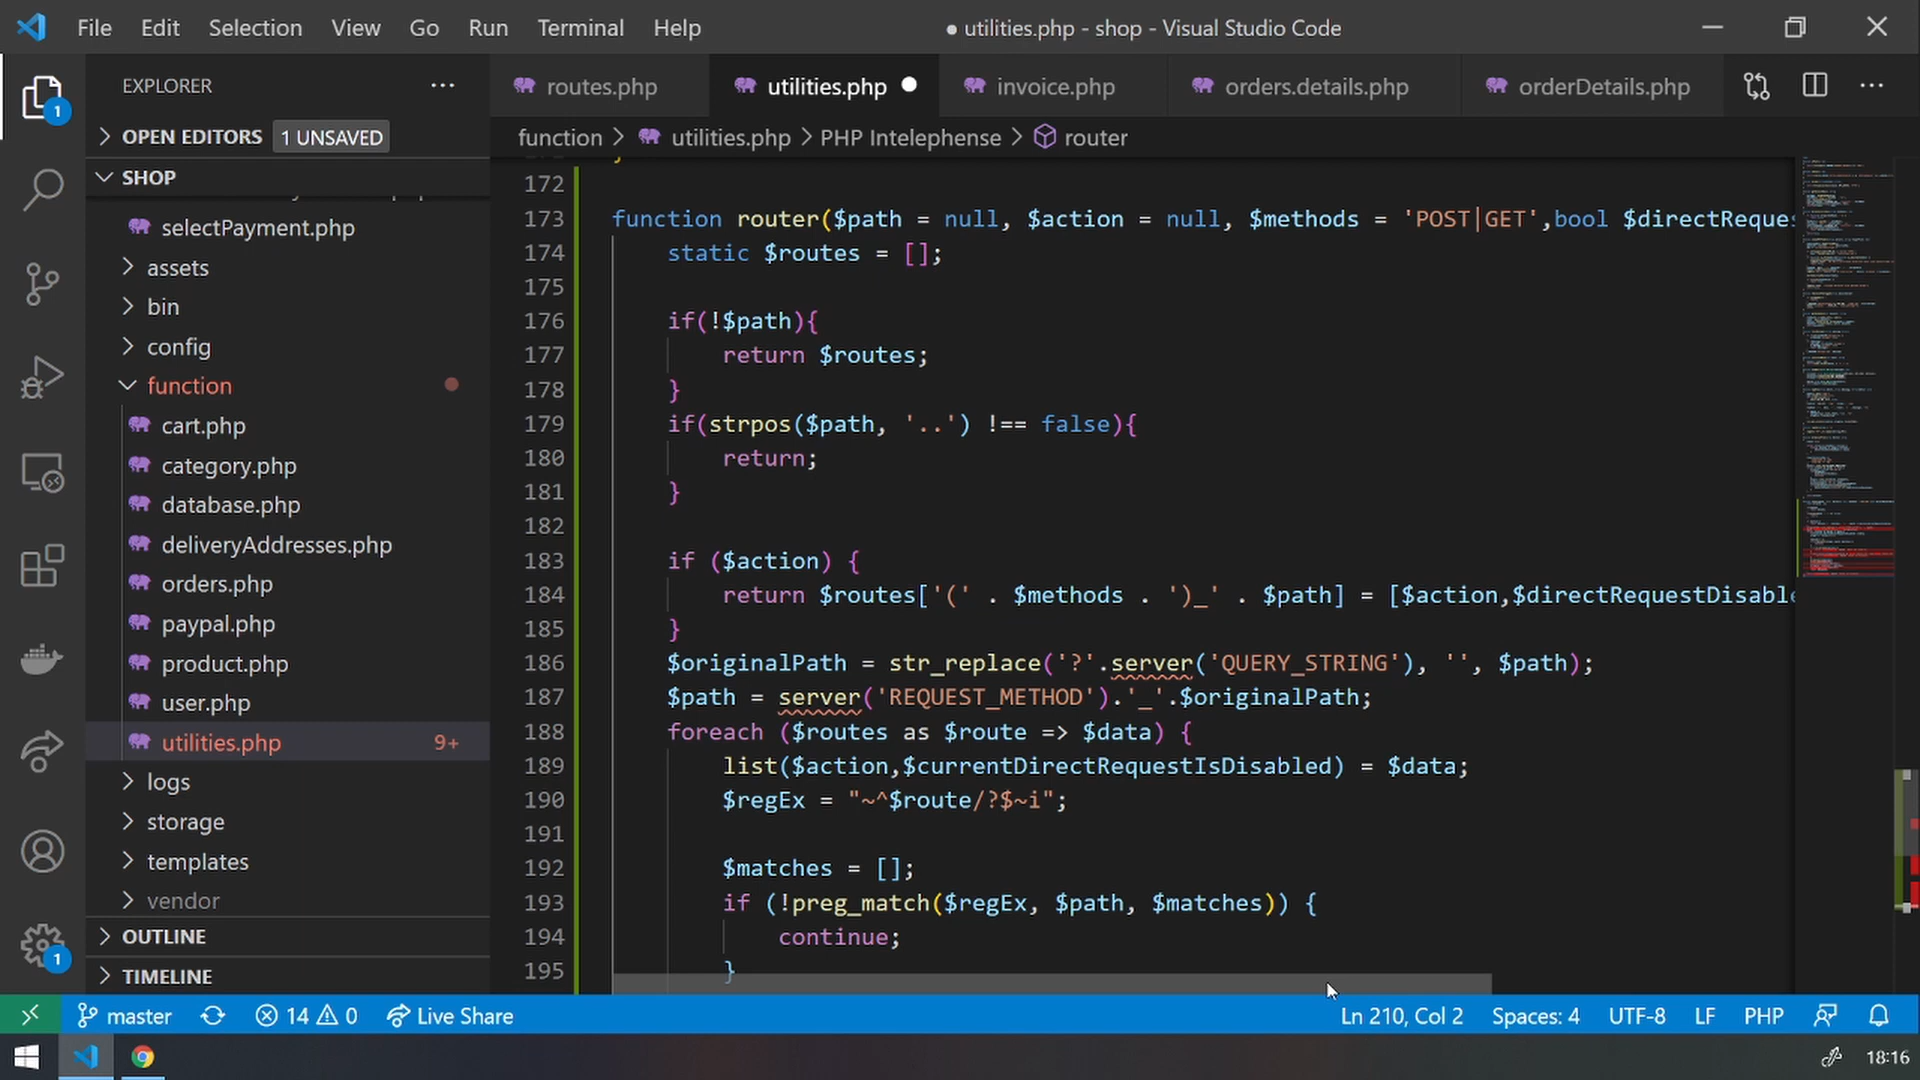 File Edit Selection View Go Run Terminal Help
● utilities.php - shop - Visual Studio Code
EXPLORER
routes.php
utilities.php
invoice.php
orders.details.php
orderDetails.php
OPEN EDITORS 1 UNSAVED
function > utilities.php > PHP Intelephense > router
SHOP
selectPayment.php
assets
bin
config
function
cart.php
category.php
database.php
deliveryAddresses.php
orders.php
paypal.php
product.php
user.php
utilities.php 9+
logs
storage
templates
vendor
OUTLINE
TIMELINE
172
173 function router($path = null, $action = null, $methods = 'POST|GET',bool $directReques
174 static $routes = [];
175
176 if(!$path){
177 return $routes;
178 }
179 if(strpos($path, '..') !== false){
180 return;
181 }
182
183 if ($action) {
184 return $routes['(' . $methods . ')_' . $path] = [$action,$directRequestDisable
185 }
186 $originalPath = str_replace('?'.server('QUERY_STRING'), '', $path);
187 $path = server('REQUEST_METHOD').'_'.$originalPath;
188 foreach ($routes as $route => $data) {
189 list($action,$currentDirectRequestIsDisabled) = $data;
190 $regEx = "~^$route/?$~i";
191
192 $matches = [];
193 if (!preg_match($regEx, $path, $matches)) {
194 continue;
195 }
1
1
master 14 0 Live Share
Ln 210, Col 2 Spaces: 4 UTF-8 LF PHP
18:16